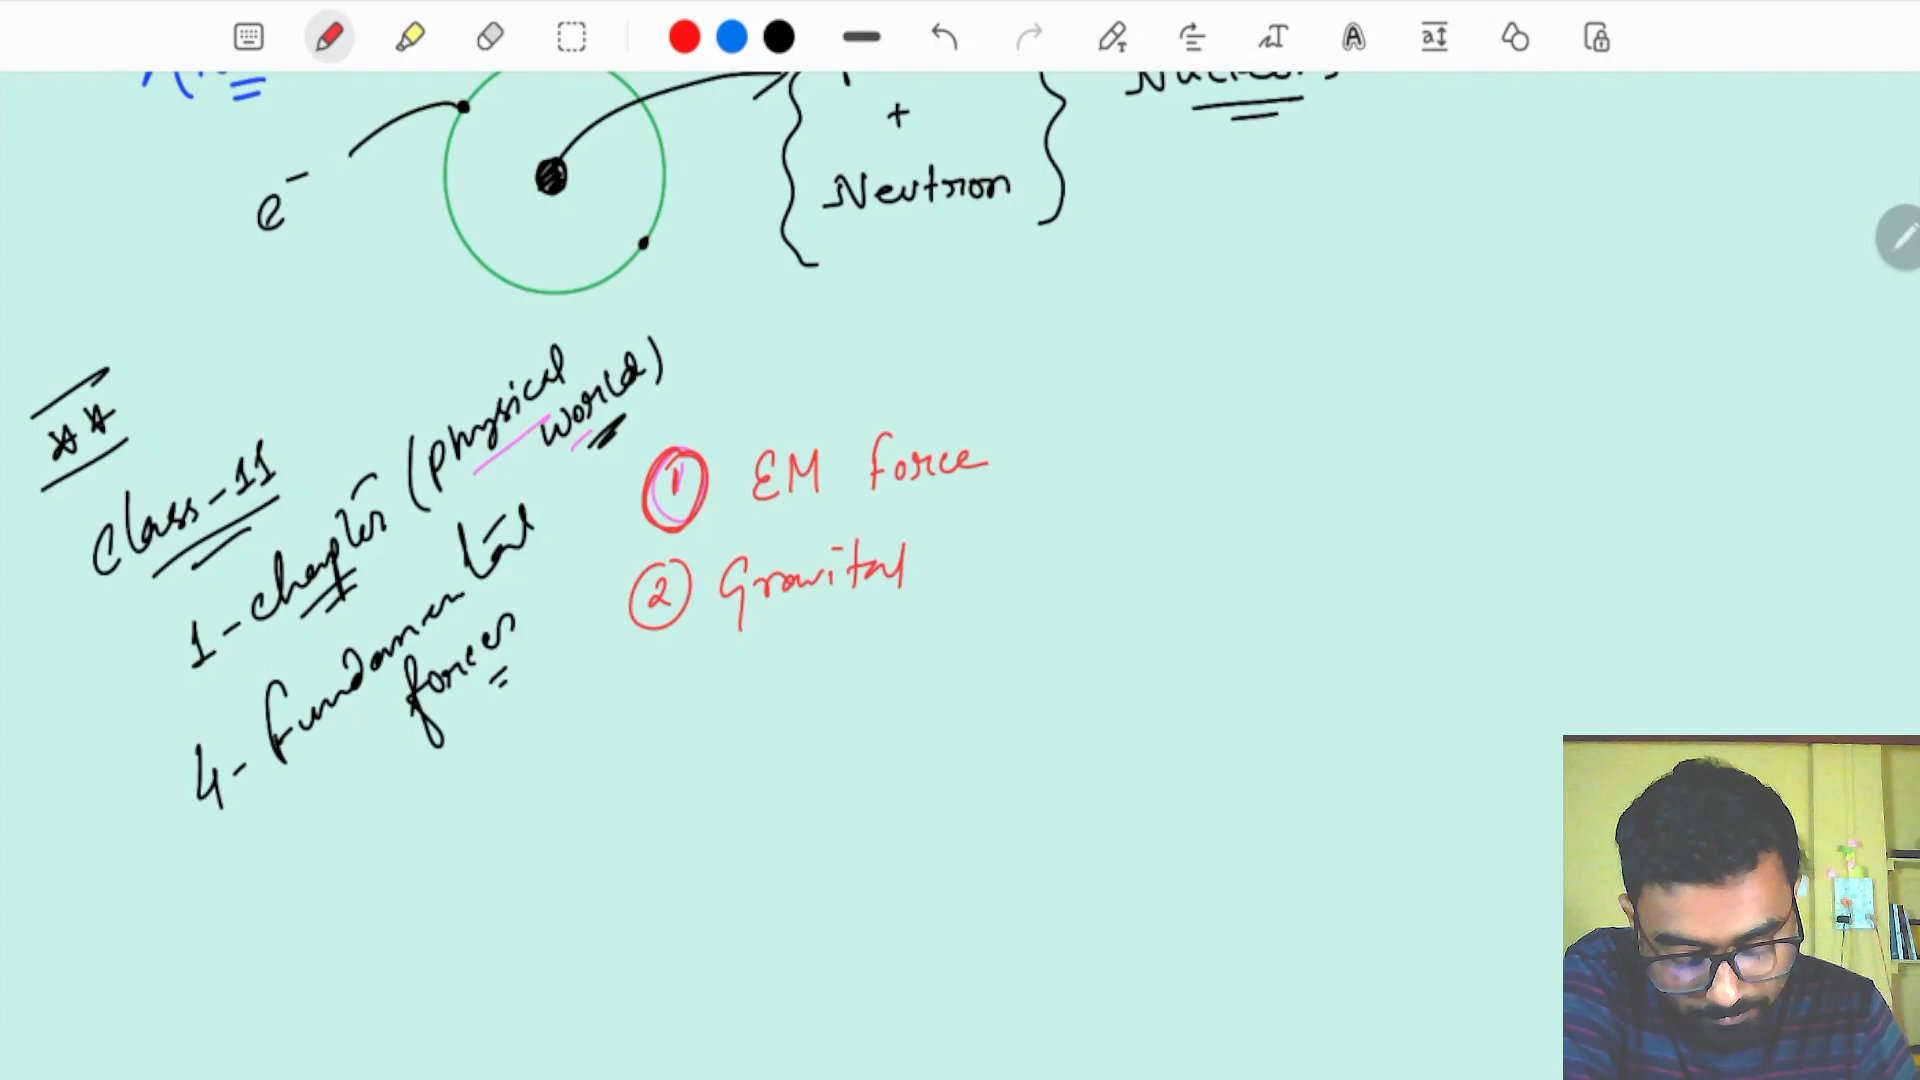 +
e⁻
Neutron
Class-11
1-chapter (physical
world)
4-Fundamental
forces
① EM Force
② Gravital